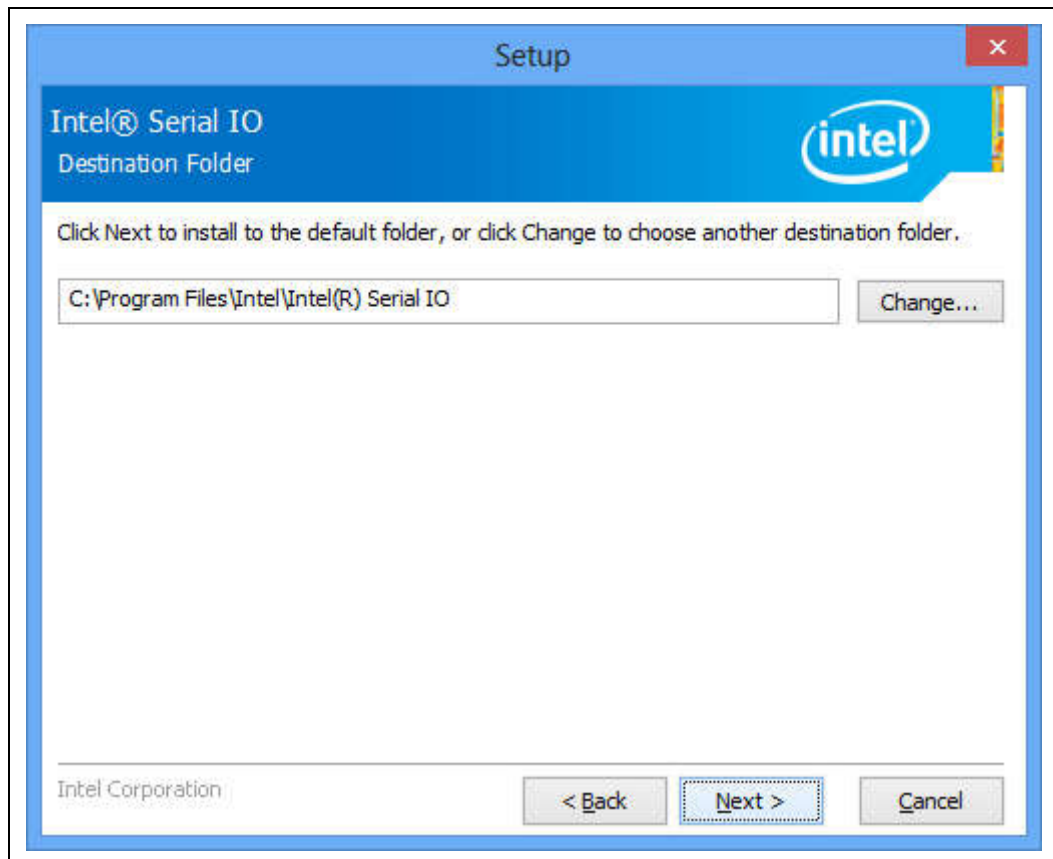 Setup
Intel® Serial IO
Destination Folder
intel
Click Next to install to the default folder, or click Change to choose another destination folder.
C:\Program Files\Intel\Intel(R) Serial IO
Change...
Intel Corporation
< Back
Next >
Cancel